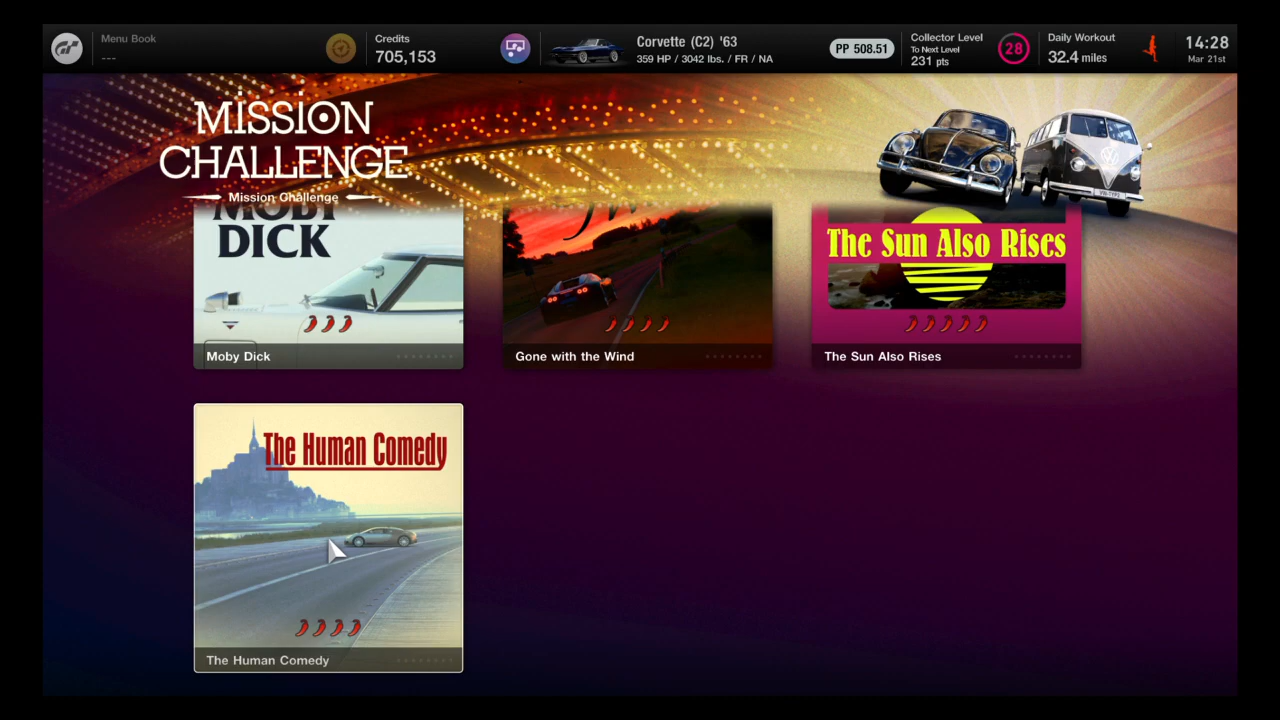 Menu Book
---
Credits
705,153
Corvette (C2) '63
359 HP / 3042 lbs. / FR / NA
PP 508.51
Collector Level
To Next Level
231 pts
28
Daily Workout
32.4 miles
14:28
Mar 21st
MISSION
CHALLENGE
Mission Challenge
MOBY
DICK
The Sun Also Rises
Moby Dick
Gone with the Wind
The Sun Also Rises
The Human Comedy
The Human Comedy